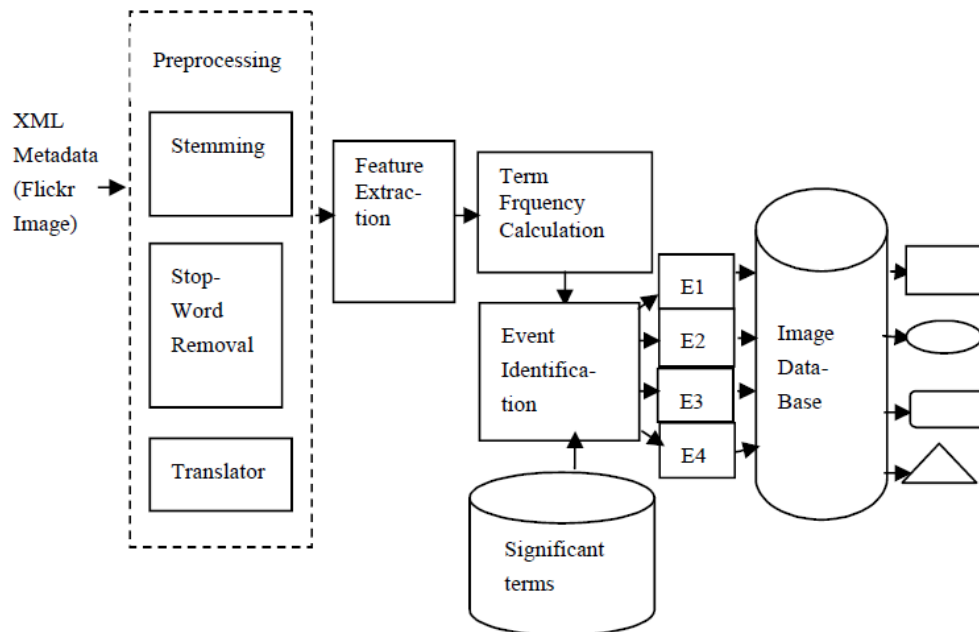 XML
Metadata
(Flickr
Image)
Preprocessing
Stemming
Stop-
Word
Removal
Translator
Feature
Extrac-
tion
Term
Frquency
Calculation
Event
Identifica-
tion
Significant
terms
E1
E2
E3
E4
Image
Data-
Base